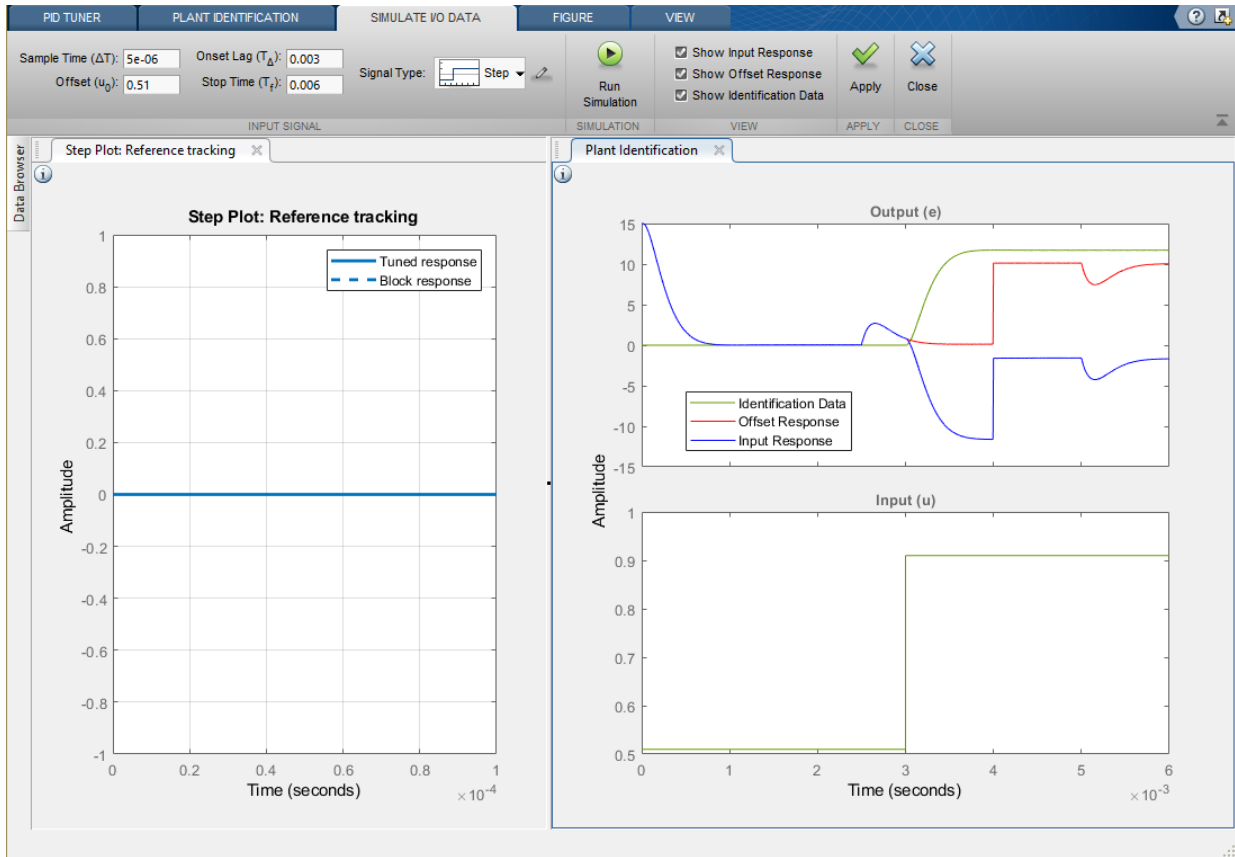 PID TUNER
PLANT IDENTIFICATION
SIMULATE I/O DATA
FIGURE
VIEW
Sample Time (ΔT): 5e-06
Onset Lag (TΔ): 0.003
Offset (u0): 0.51
Stop Time (Tf): 0.006
Signal Type: Step
Run
Simulation
Show Input Response
Show Offset Response
Show Identification Data
Apply
Close
INPUT SIGNAL
SIMULATION
VIEW
APPLY
CLOSE
Data Browser
Step Plot: Reference tracking
Step Plot: Reference tracking
Tuned response
Block response
Amplitude
1
0.8
0.6
0.4
0.2
0
-0.2
-0.4
-0.6
-0.8
-1
0 0.2 0.4 0.6 0.8 1
Time (seconds)
×10-4
Plant Identification
Output (e)
15
10
5
0
-5
-10
-15
Identification Data
Offset Response
Input Response
Amplitude
Input (u)
1
0.9
0.8
0.7
0.6
0.5
0 1 2 3 4 5 6
Time (seconds)
×10-3